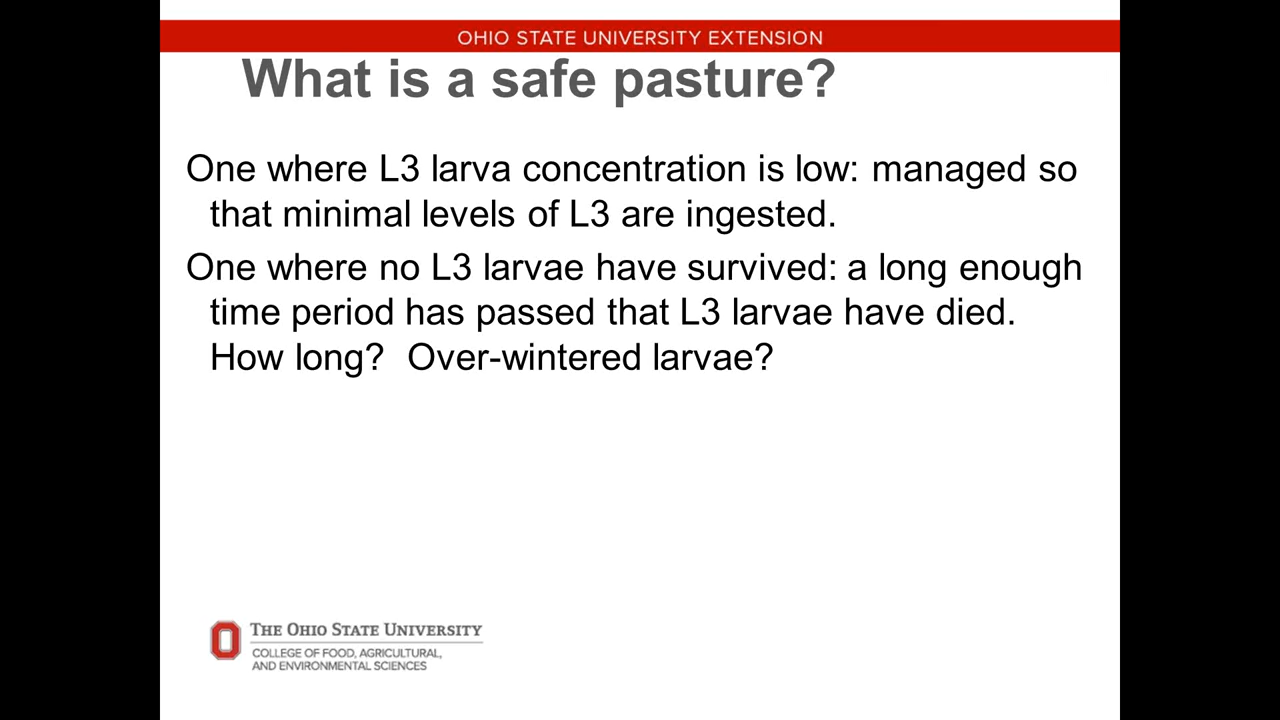 OHIO STATE UNIVERSITY EXTENSION
What is a safe pasture?
One where L3 larva concentration is low: managed so
that minimal levels of L3 are ingested.
One where no L3 larvae have survived: a long enough
time period has passed that L3 larvae have died.
How long?  Over-wintered larvae?
THE OHIO STATE UNIVERSITY
COLLEGE OF FOOD, AGRICULTURAL,
AND ENVIRONMENTAL SCIENCES